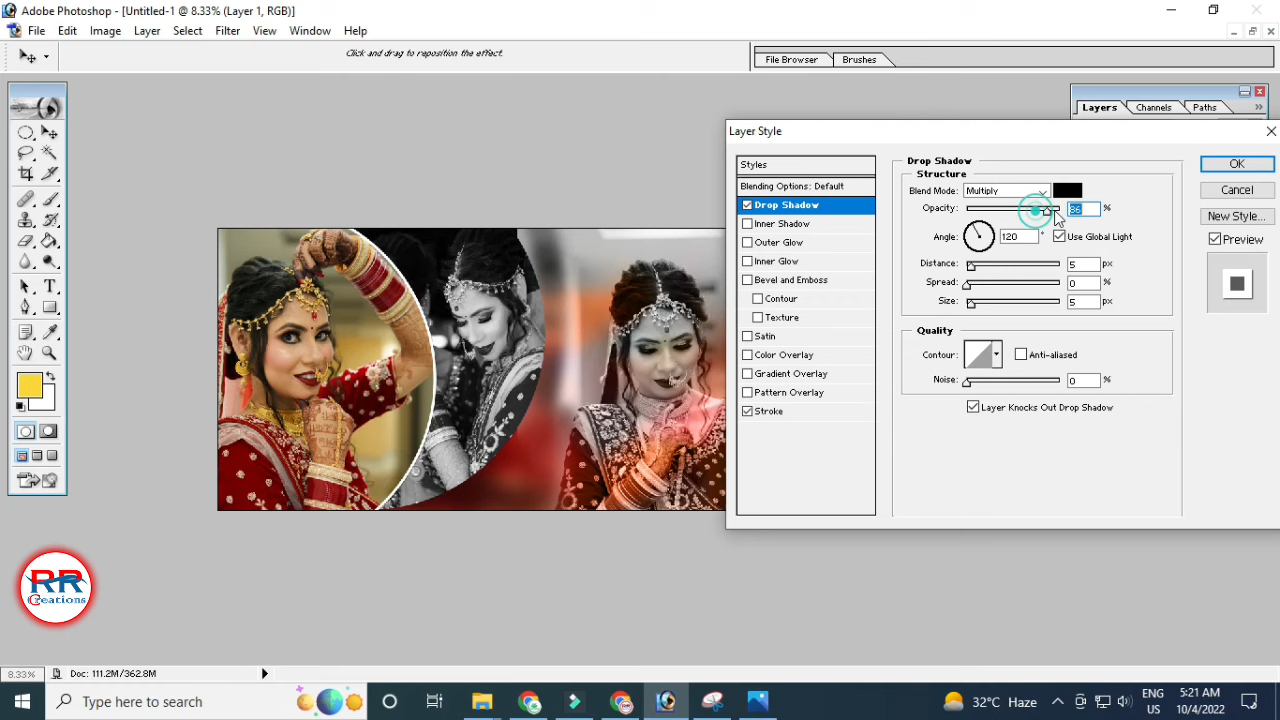 Adobe Photoshop - [Untitled-1 @ 8.33% (Layer 1, RGB)]
File Edit Image Layer Select Filter View Window Help
Click and drag to reposition the effect.
File Browser Brushes
Layers Channels Paths
Layer Style
Styles
Blending Options: Default
Drop Shadow
Inner Shadow
Outer Glow
Inner Glow
Bevel and Emboss
Contour
Texture
Satin
Color Overlay
Gradient Overlay
Pattern Overlay
Stroke
Drop Shadow
Structure
Blend Mode: Multiply
Opacity: 86 %
Angle: 120 ° Use Global Light
Distance: 5 px
Spread: 0 %
Size: 5 px
Quality
Contour: Anti-aliased
Noise: 0 %
Layer Knocks Out Drop Shadow
OK
Cancel
New Style...
Preview
RR
Creations
8.33% Doc: 111.2M/362.8M
Type here to search
32°C Haze
ENG
US
5:21 AM
10/4/2022